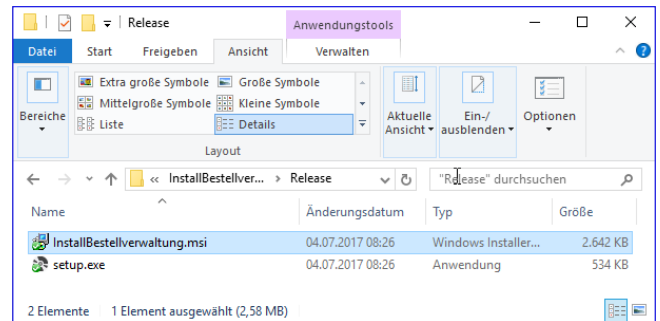 Release
Anwendungstools
Datei Start Freigeben Ansicht Verwalten
Extra große Symbole Große Symbole
Mittelgroße Symbole Kleine Symbole
Liste Details
Bereiche
Aktuelle Ansicht
Ein-/ ausblenden
Optionen
Layout
« InstallBestellver... > Release
"Release" durchsuchen
Name Änderungsdatum Typ Größe
InstallBestellverwaltung.msi 04.07.2017 08:26 Windows Installer... 2.642 KB
setup.exe 04.07.2017 08:26 Anwendung 534 KB
2 Elemente 1 Element ausgewählt (2,58 MB)